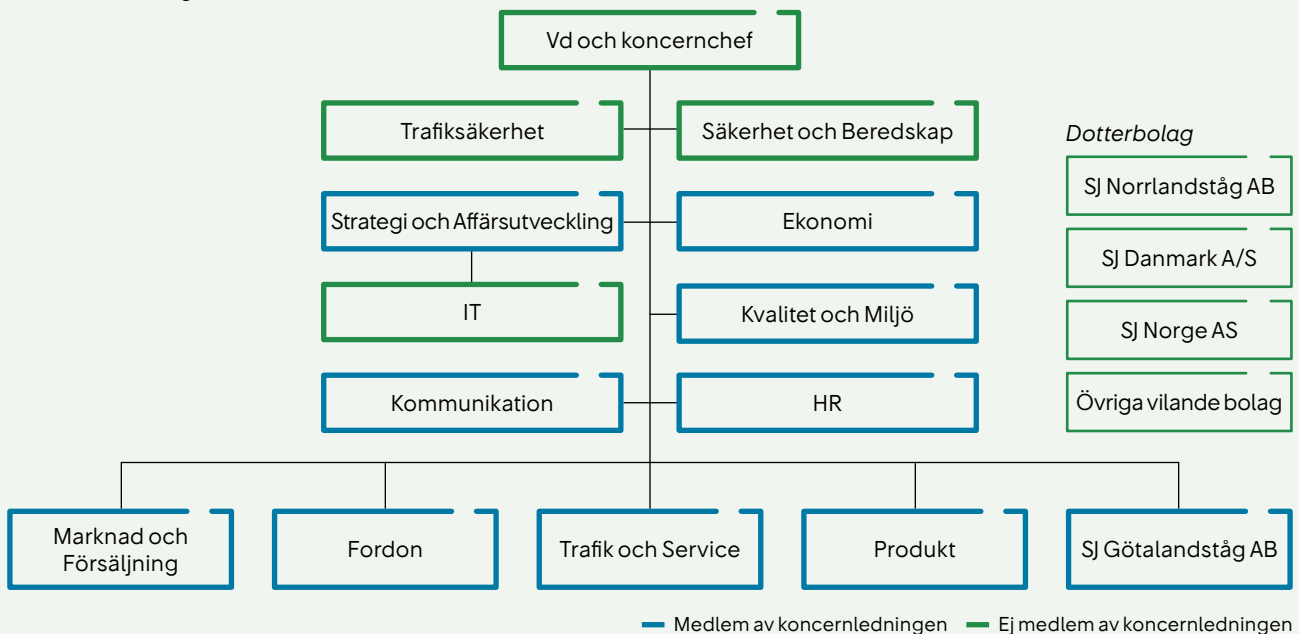 Vd och koncernchef
Trafiksäkerhet
Säkerhet och Beredskap
Dotterbolag
SJ Norrlandståg AB
Strategi och Affärsutveckling
Ekonomi
SJ Danmark A/S
IT
Kvalitet och Miljö
SJ Norge AS
Kommunikation
HR
Övriga vilande bolag
Marknad och
Försäljning
Fordon
Trafik och Service
Produkt
SJ Götalandståg AB
Medlem av koncernledningen
Ej medlem av koncernledningen